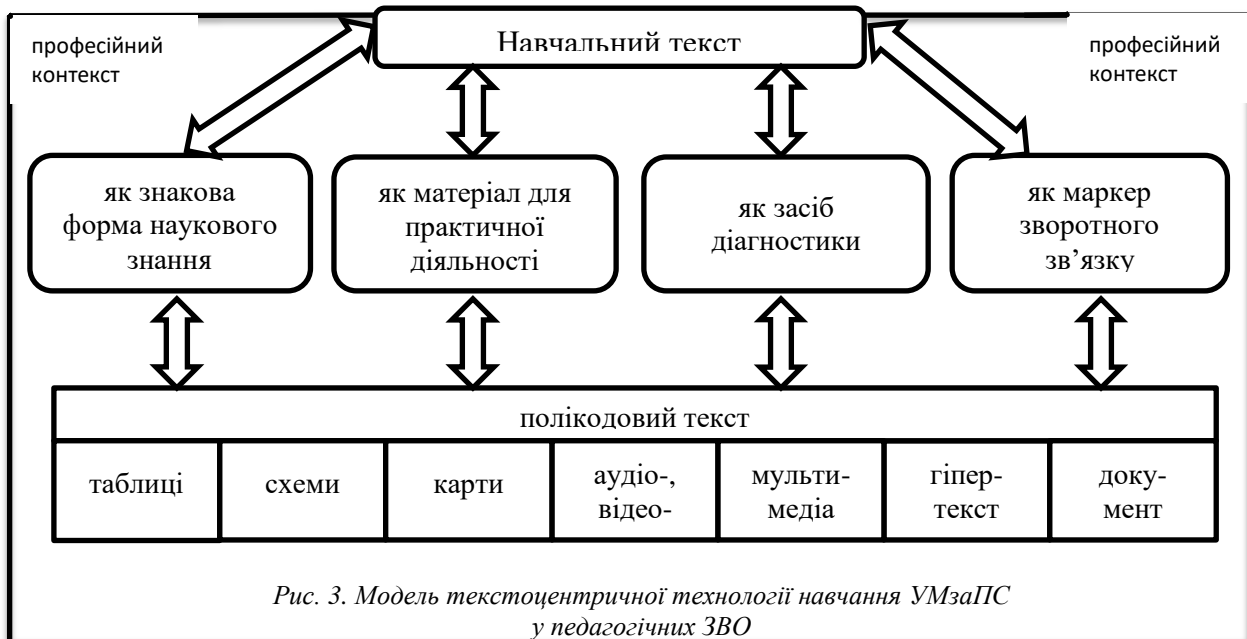 професійний
контекст
Навчальний текст
професійний
контекст
як знакова
форма наукового
знання
як матеріал для
практичної
діяльності
як засіб
діагностики
як маркер
зворотного
зв’язку
полікодовий текст
таблиці
схеми
карти
аудіо-,
відео-
мульти-
медіа
гіпер-
текст
доку-
мент
Рис. 3. Модель текстоцентричної технології навчання УМзаПС
у педагогічних ЗВО